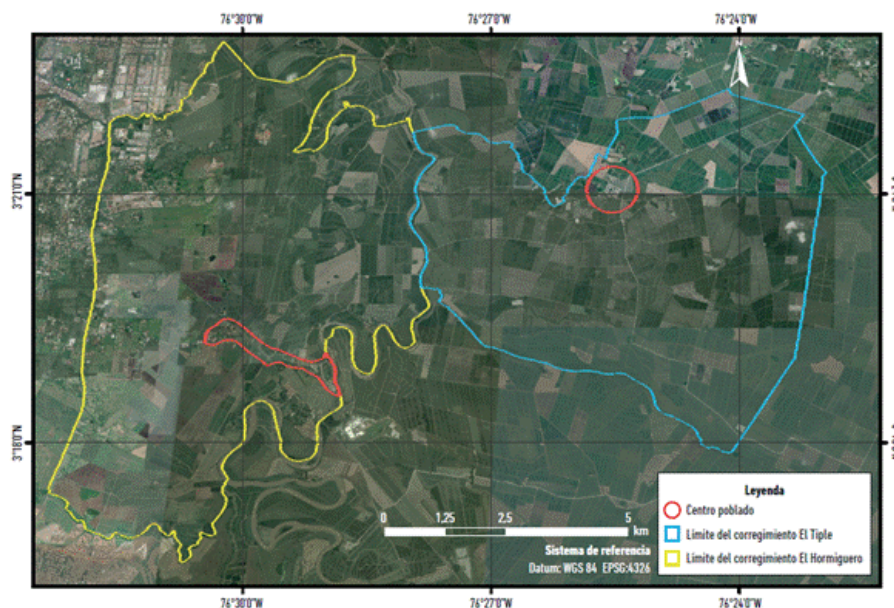 76°30'0"W 76°27'0"W 76°24'0"W
3°21'0"N
3°18'0"N
Leyenda
Centro poblado
Limite del corregimiento El Tiple
Limite del corregimiento El Hormiguero
0 1,25 2,5 5
km
Sistema de referencia
Datum: WGS 84 EPSG:4326
76°30'0"W 76°27'0"W 76°24'0"W